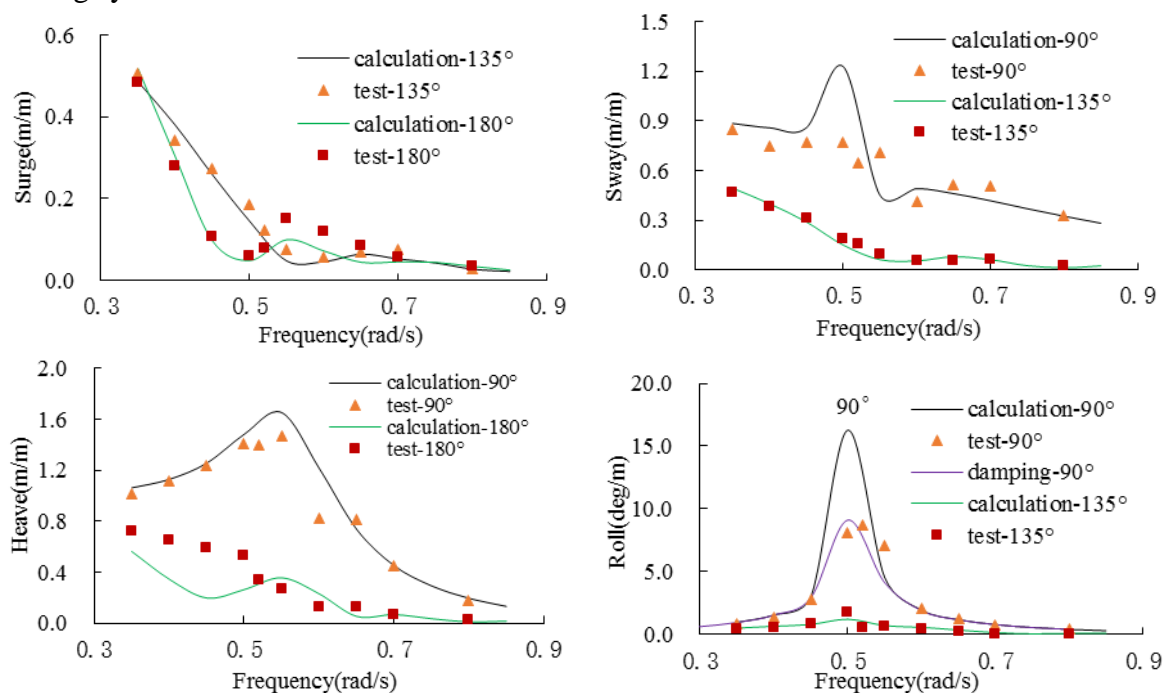 0.6
0.4
0.2
0.0
Surge(m/m)
calculation-135°
test-135°
calculation-180°
test-180°
0.3 0.5 0.7 0.9
Frequency(rad/s)
1.5
1.2
0.9
0.6
0.3
0.0
Sway(m/m)
calculation-90°
test-90°
calculation-135°
test-135°
0.3 0.5 0.7 0.9
Frequency(rad/s)
2.0
1.6
1.2
0.8
0.4
0.0
Heave(m/m)
calculation-90°
test-90°
calculation-180°
test-180°
0.3 0.5 0.7 0.9
Frequency(rad/s)
20.0
15.0
10.0
5.0
0.0
Roll(deg/m)
90°
calculation-90°
test-90°
damping-90°
calculation-135°
test-135°
0.3 0.5 0.7 0.9
Frequency(rad/s)